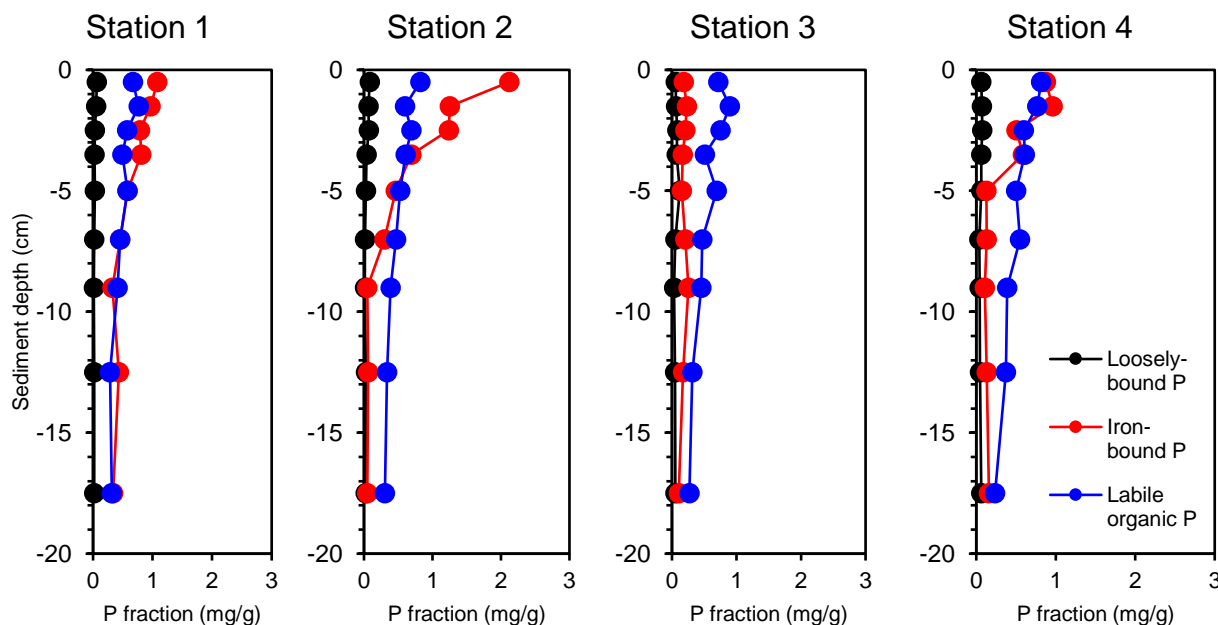 Station 1
Station 2
Station 3
Station 4
0
-5
-10
-15
-20
0
-5
-10
-15
-20
0
-5
-10
-15
-20
0
-5
-10
-15
-20
Sediment depth (cm)
Loosely-
bound P
Iron-
bound P
Labile
organic P
0 1 2 3
0 1 2 3
0 1 2 3
0 1 2 3
P fraction (mg/g)
P fraction (mg/g)
P fraction (mg/g)
P fraction (mg/g)